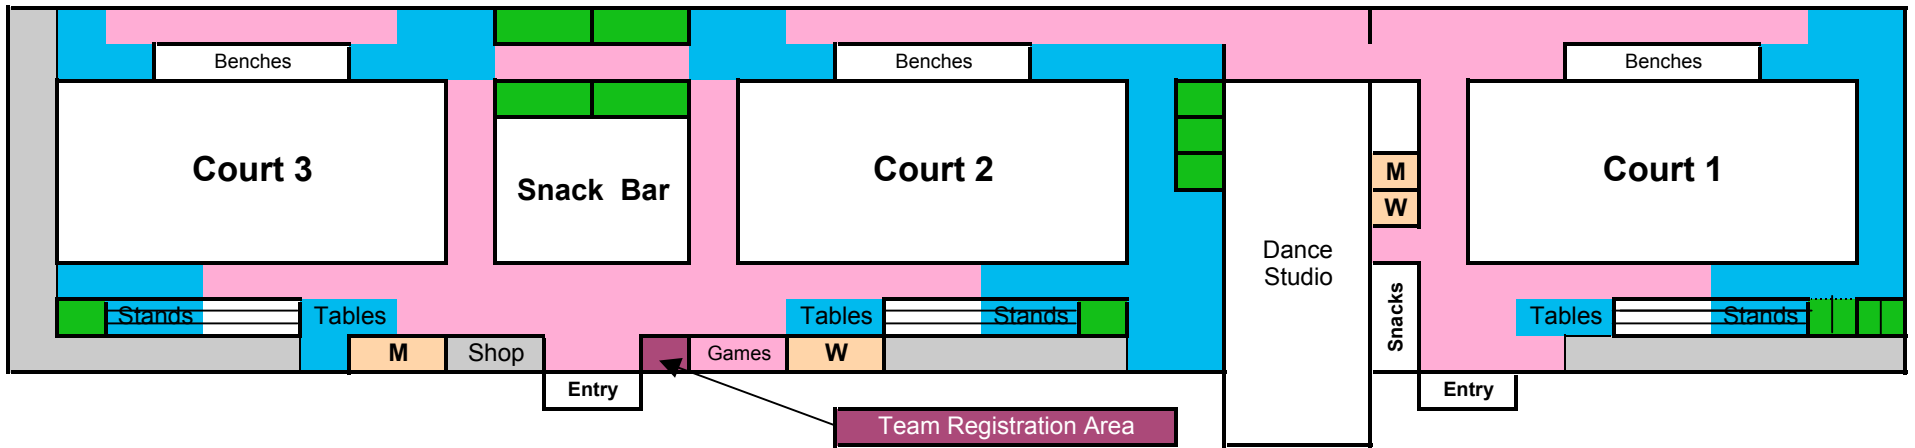 Benches
Benches
Benches
Court 3
Snack Bar
Court 2
Court 1
M
W
Dance
Studio
Snacks
Stands
Tables
Tables
Stands
Tables
Stands
M
Shop
Games
W
Entry
Entry
Team Registration Area